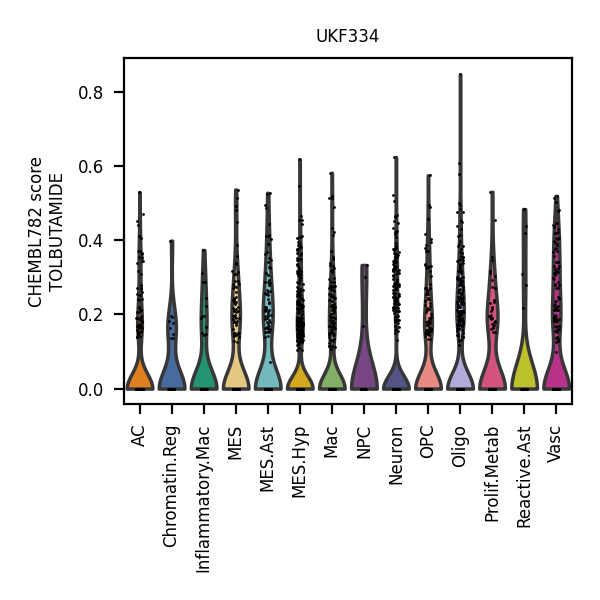 UKF334
CHEMBL782 score
TOLBUTAMIDE
0.8
0.6
0.4
0.2
0.0
AC
Chromatin.Reg
Inflammatory.Mac
MES
MES.Ast
MES.Hyp
Mac
NPC
Neuron
OPC
Oligo
Prolif.Metab
Reactive.Ast
Vasc